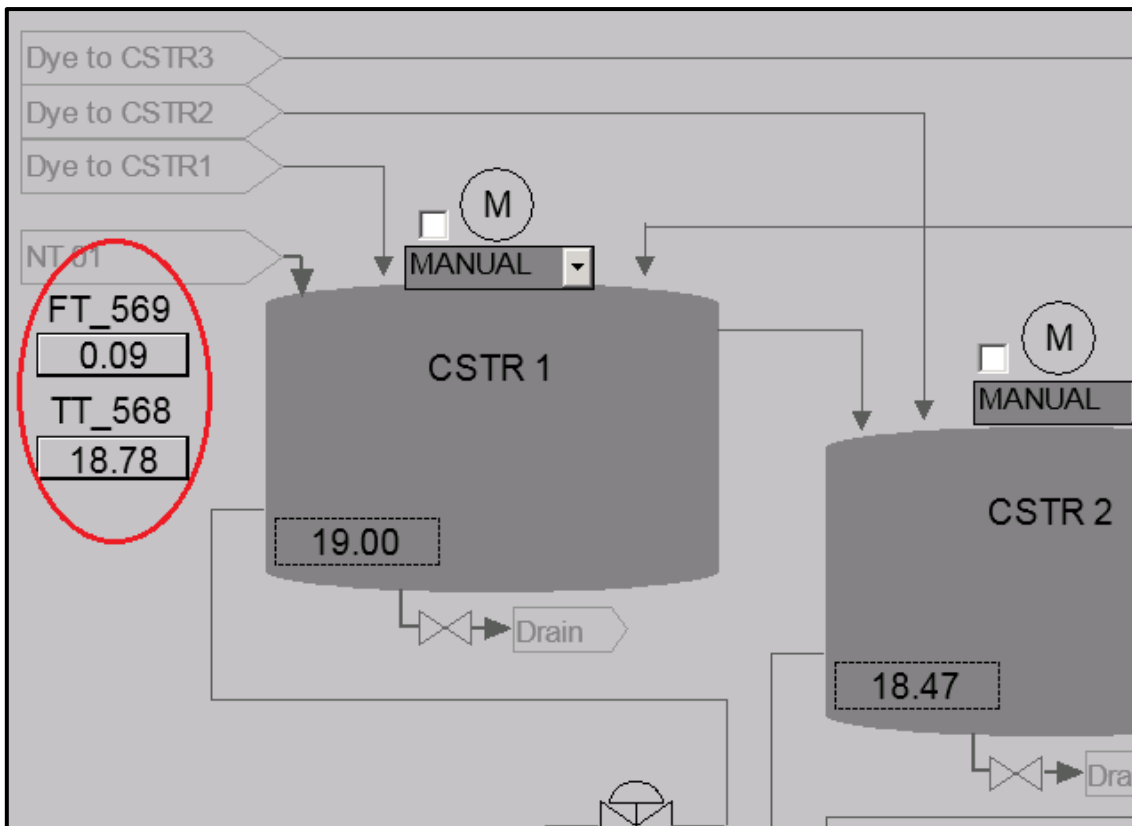 Dye to CSTR3
Dye to CSTR2
Dye to CSTR1
M
MANUAL
NT 01
FT_569
0.09
TT_568
18.78
CSTR 1
19.00
Drain
M
MANUAL
CSTR 2
18.47
Dra